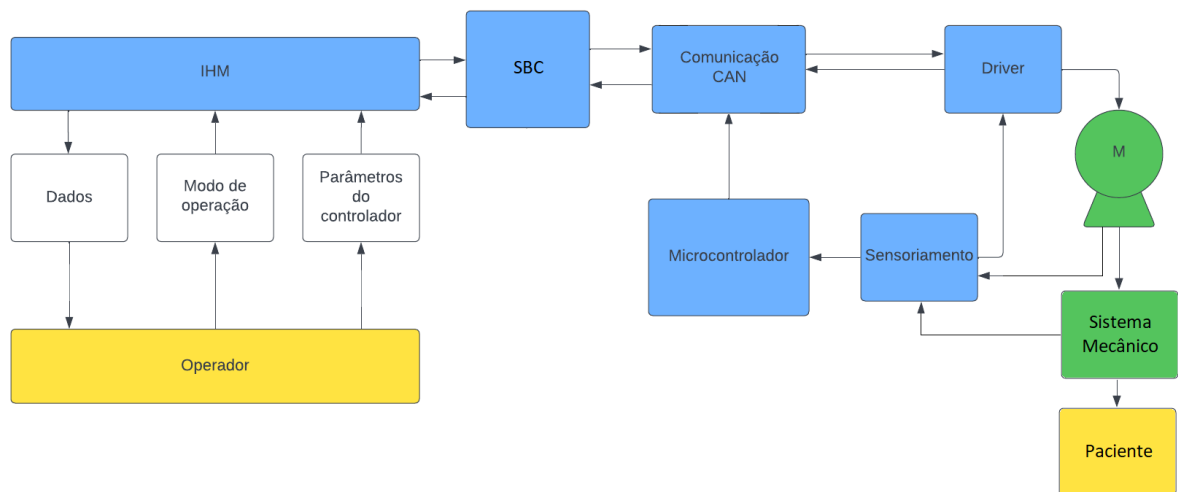 IHM
SBC
Comunicação
CAN
Driver
M
Dados
Modo de
operação
Parâmetros
do
controlador
Microcontrolador
Sensoriamento
Sistema
Mecânico
Operador
Paciente